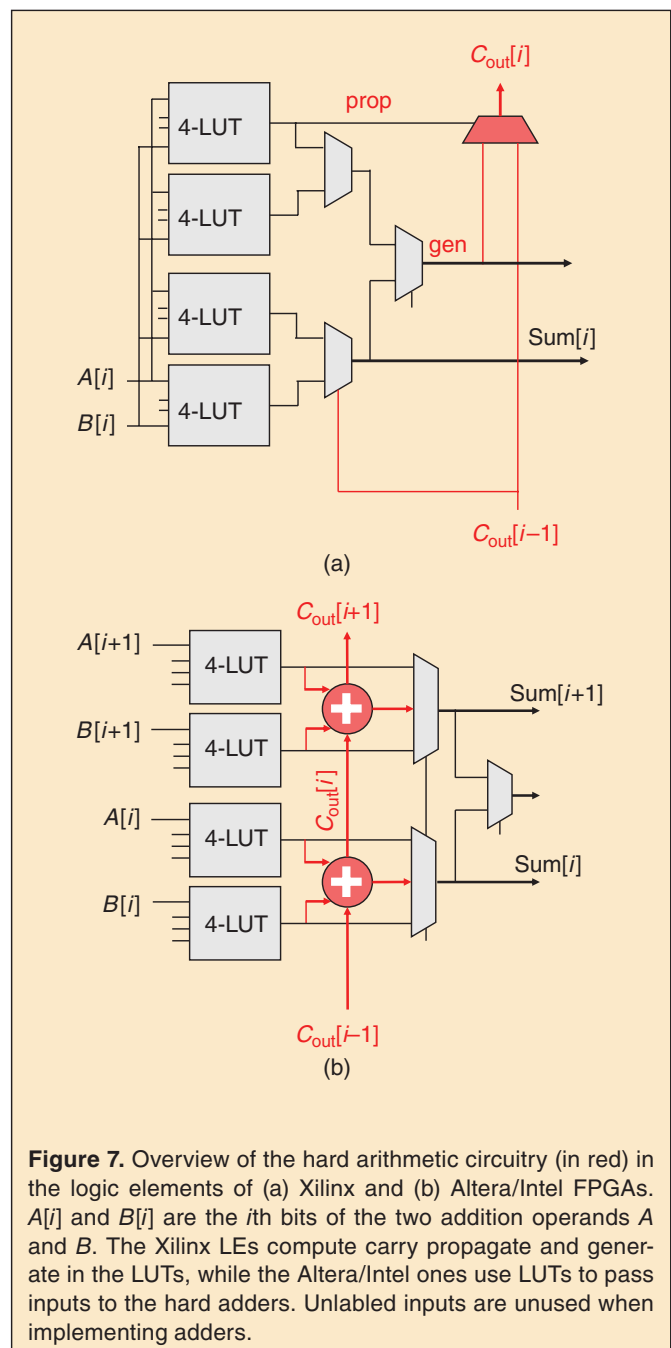 Cout[i]
prop
4-LUT
4-LUT
gen
4-LUT
Sum[i]
A[i]
4-LUT
B[i]
Cout[i–1]
(a)
Cout[i+1]
A[i+1]
4-LUT
Sum[i+1]
B[i+1]
4-LUT
Cout[i]
A[i]
4-LUT
Sum[i]
B[i]
4-LUT
Cout[i–1]
(b)
Figure 7. Overview of the hard arithmetic circuitry (in red) in
the logic elements of (a) Xilinx and (b) Altera/Intel FPGAs.
A[i] and B[i] are the ith bits of the two addition operands A
and B. The Xilinx LEs compute carry propagate and gener-
ate in the LUTs, while the Altera/Intel ones use LUTs to pass
inputs to the hard adders. Unlabled inputs are unused when
implementing adders.